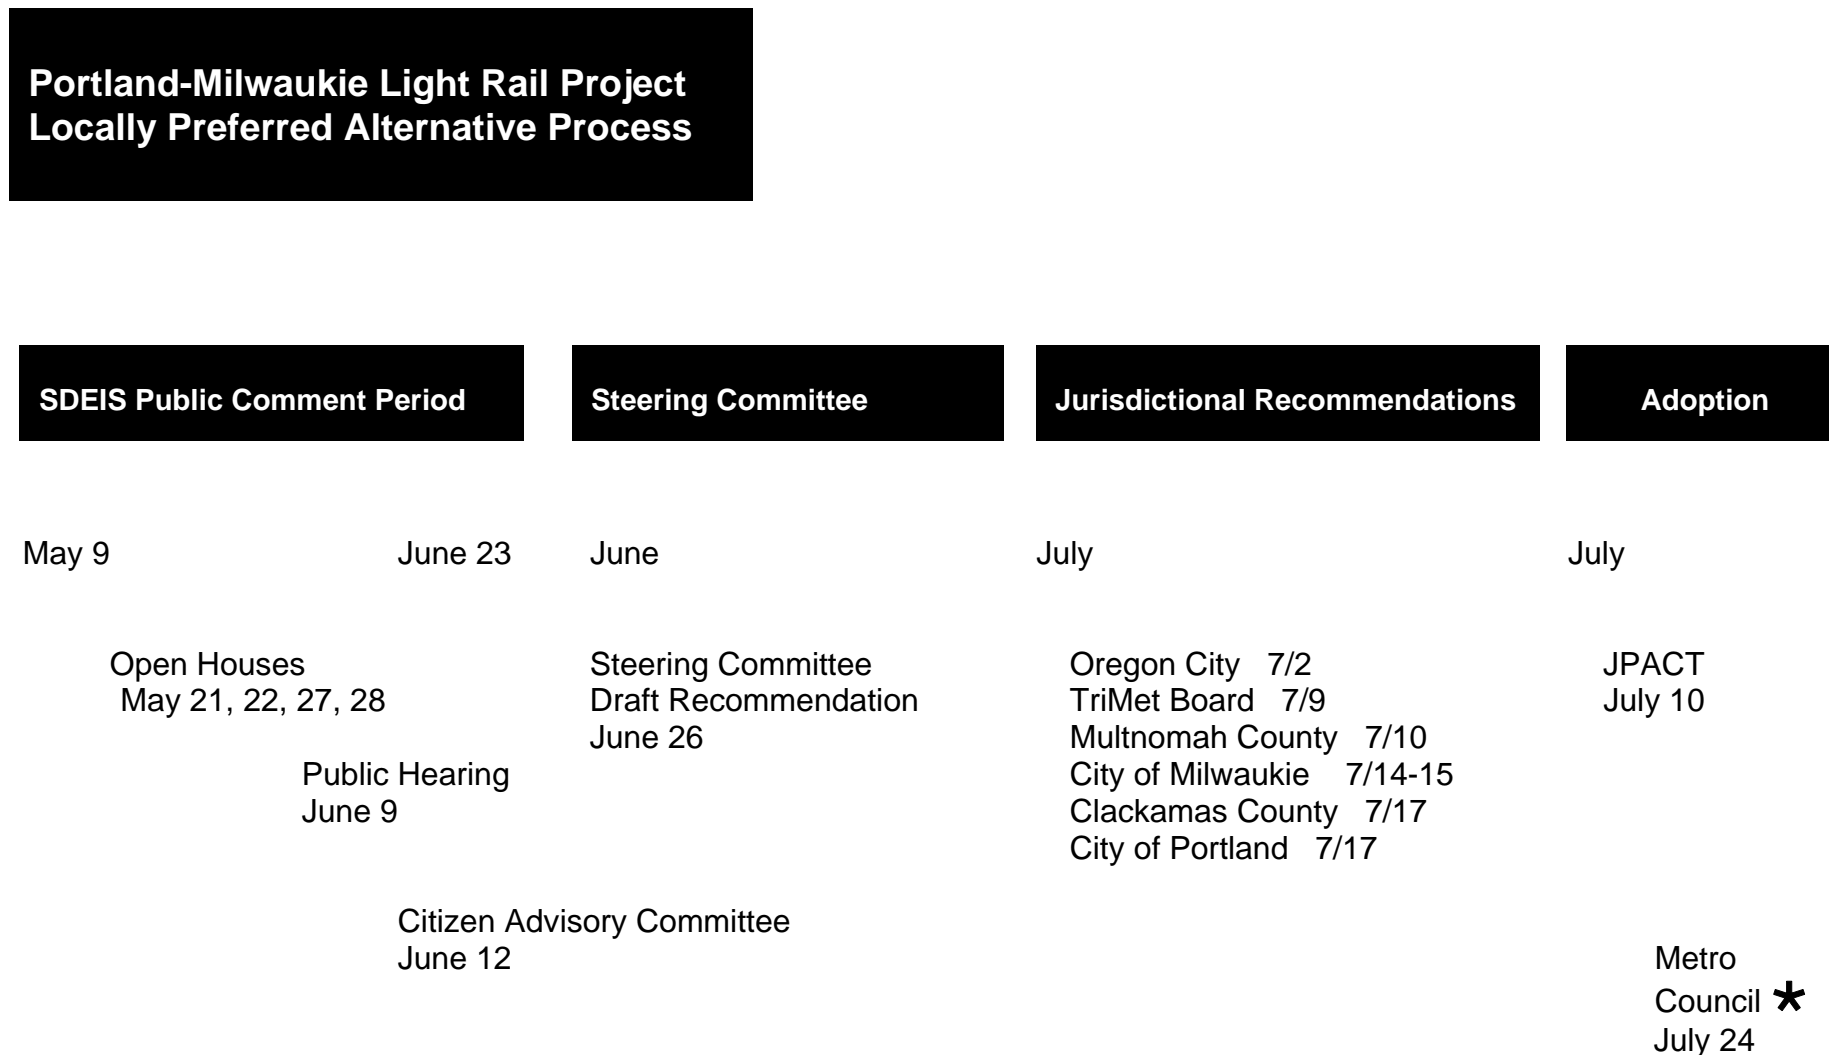 Portland-Milwaukie Light Rail Project
Locally Preferred Alternative Process
SDEIS Public Comment Period
Steering Committee
Jurisdictional Recommendations
Adoption
May 9
June 23
June
July
July
Open Houses
May 21, 22, 27, 28
Public Hearing
June 9
Citizen Advisory Committee
June 12
Steering Committee
Draft Recommendation
June 26
Oregon City 7/2
TriMet Board 7/9
Multnomah County 7/10
City of Milwaukie 7/14-15
Clackamas County 7/17
City of Portland 7/17
JPACT
July 10
Metro
Council *
July 24